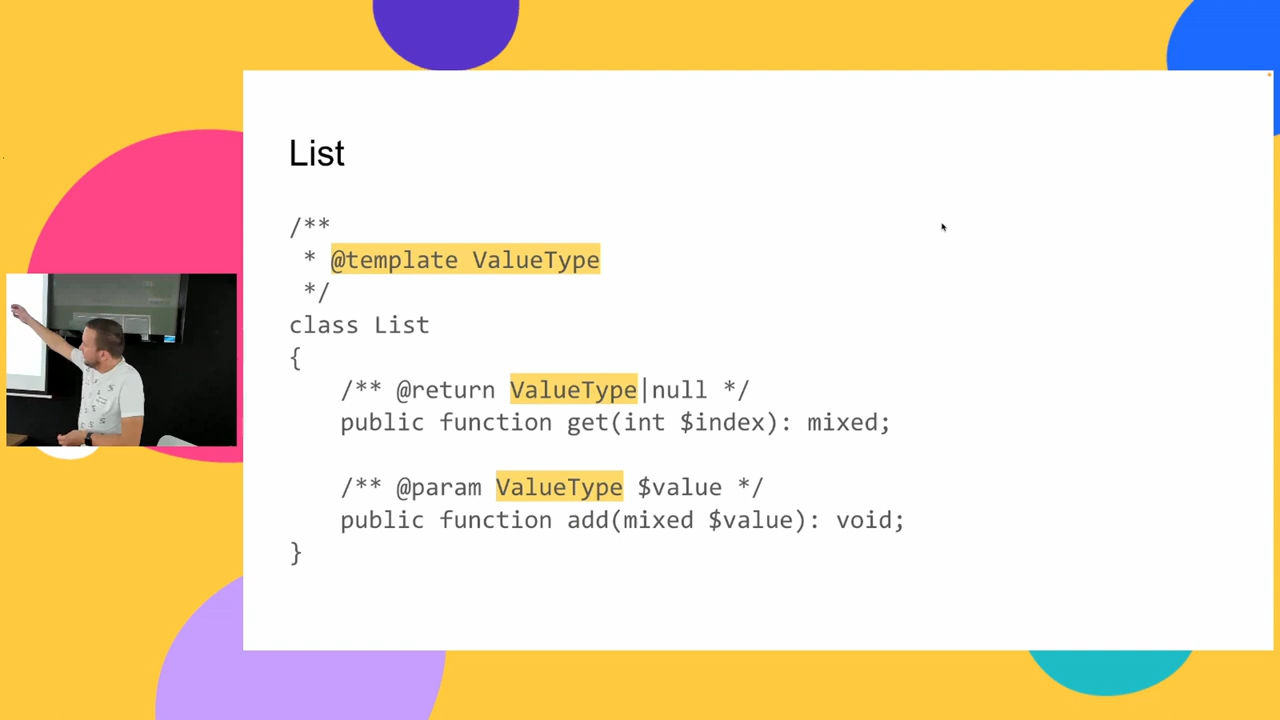 List
/**
 * @template ValueType
 */
class List
{
    /** @return ValueType|null */
    public function get(int $index): mixed;

    /** @param ValueType $value */
    public function add(mixed $value): void;
}